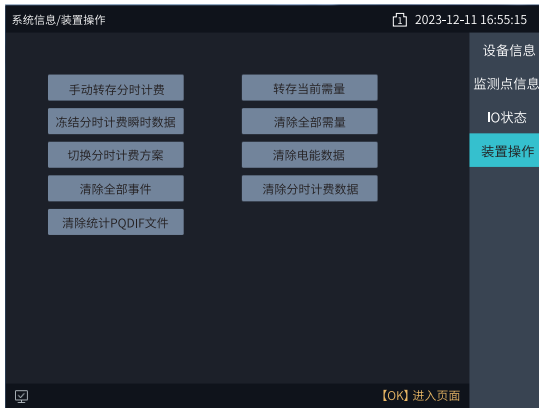 系统信息/装置操作
1 2023-12-11 16:55:15
设备信息
监测点信息
IO状态
装置操作
手动转存分时计费 转存当前需量
冻结分时计费瞬时数据 清除全部需量
切换分时计费方案 清除电能数据
清除全部事件 清除分时计费数据
清除统计PQDIF文件
【OK】进入页面